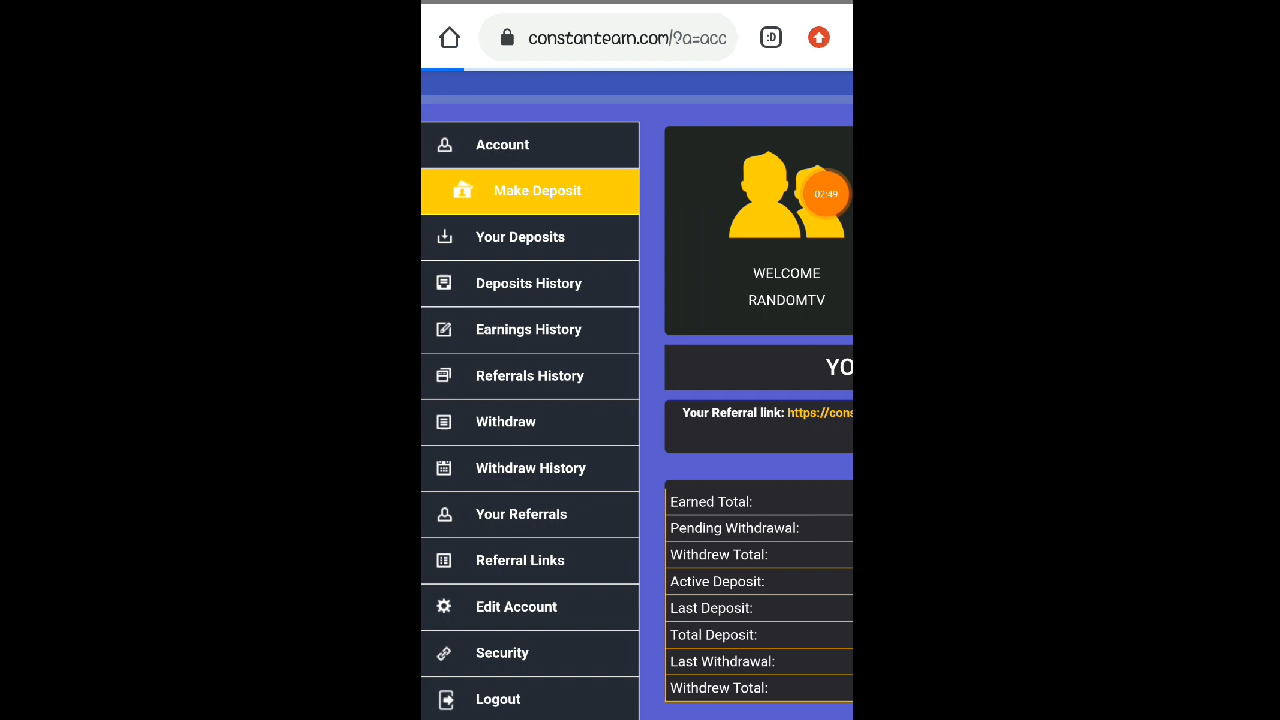 constantearn.com/?a=acc
:D
Account
Make Deposit
02:49
Your Deposits
Deposits History
WELCOME
RANDOMTV
Earnings History
Referrals History
YO
Your Referral link: https://cons
Withdraw
Withdraw History
Your Referrals
Referral Links
Edit Account
Security
Logout
Earned Total:
Pending Withdrawal:
Withdrew Total:
Active Deposit:
Last Deposit:
Total Deposit:
Last Withdrawal:
Withdrew Total: